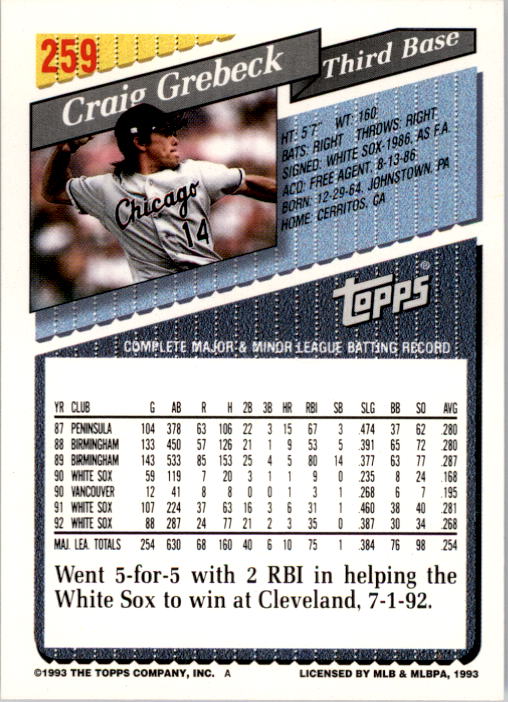 259
Craig Grebeck
Third Base
HT: 5'7" WT: 160
BATS: RIGHT THROWS: RIGHT
SIGNED: WHITE SOX-1986, AS F.A.
ACQ: FREE AGENT, 8-13-86
BORN: 12-29-64, JOHNSTOWN, PA
HOME: CERRITOS, CA
Chicago
14
TOPPS®
COMPLETE MAJOR & MINOR LEAGUE BATTING RECORD
YR CLUB G AB R H 2B 3B HR RBI SB SLG BB SO AVG
87 PENINSULA 104 378 63 106 22 3 15 67 3 .474 37 62 .280
88 BIRMINGHAM 133 450 57 126 21 1 9 53 5 .391 65 72 .280
89 BIRMINGHAM 143 533 85 153 25 4 5 80 14 .377 63 77 .287
90 WHITE SOX 59 119 7 20 3 1 1 9 0 .235 8 24 .168
90 VANCOUVER 12 41 8 8 0 0 1 3 1 .268 6 7 .195
91 WHITE SOX 107 224 37 63 16 3 6 31 1 .460 38 40 .281
92 WHITE SOX 88 287 24 77 21 2 3 35 0 .387 30 34 .268
MAJ. LEA. TOTALS 254 630 68 160 40 6 10 75 1 .384 76 98 .254
Went 5-for-5 with 2 RBI in helping the
White Sox to win at Cleveland, 7-1-92.
©1993 THE TOPPS COMPANY, INC. A LICENSED BY MLB & MLBPA, 1993